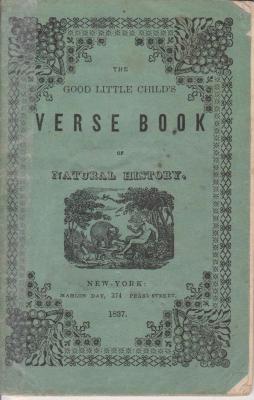 THE
GOOD LITTLE CHILD'S
VERSE BOOK
OF
NATURAL HISTORY.
NEW-YORK:
MAHLON DAY, 374 PEARL-STREET.
1837.